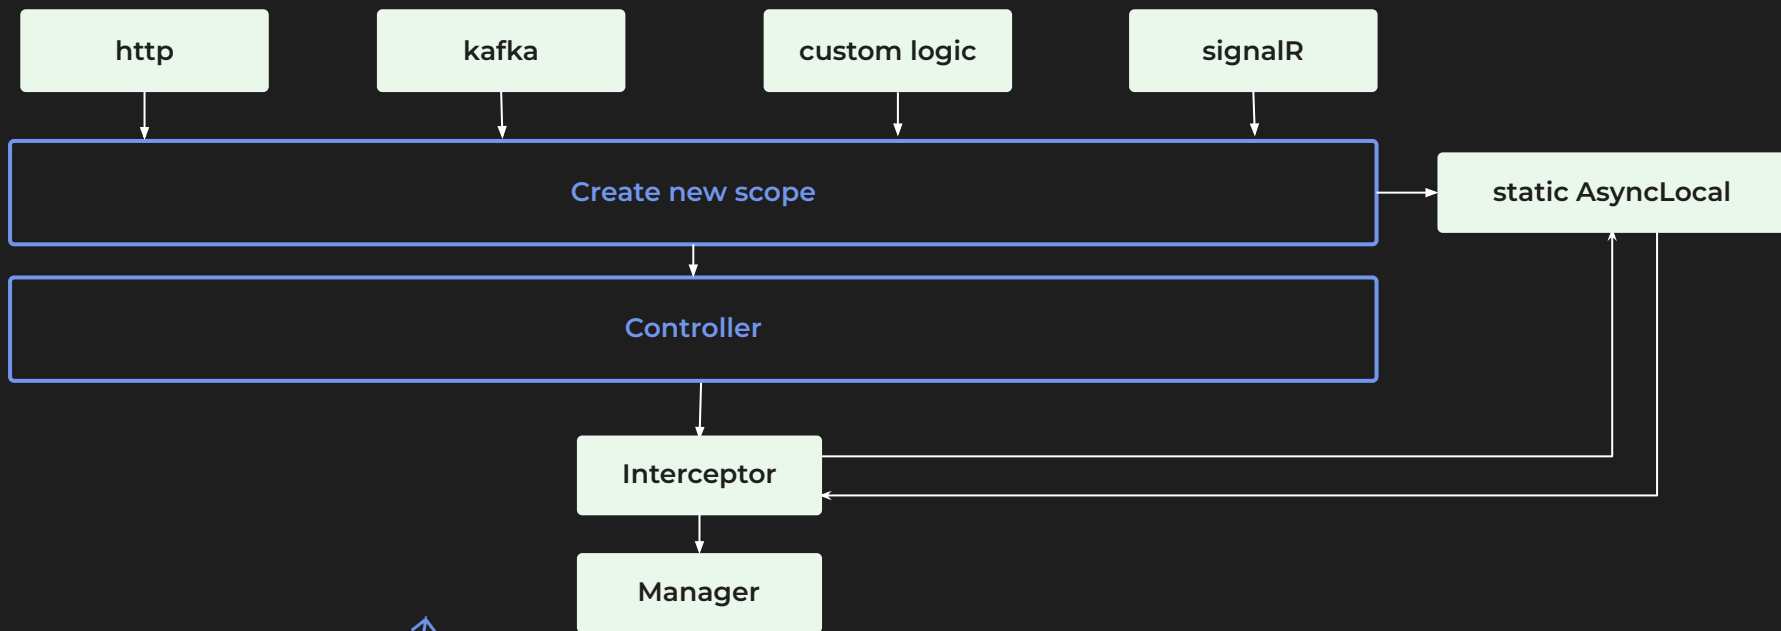 http
kafka
custom logic
signalR
Create new scope
static AsyncLocal
Controller
Interceptor
Manager